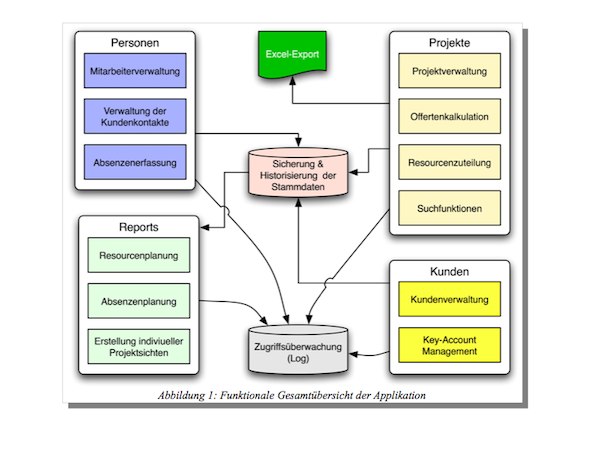 Personen
Mitarbeiterverwaltung
Verwaltung der
Kundenkontakte
Absenzenerfassung
Excel-Export
Projekte
Projektverwaltung
Offertenkalkulation
Resourcenzuteilung
Suchfunktionen
Sicherung &
Historisierung der
Stammdaten
Reports
Resourcenplanung
Absenzenplanung
Erstellung indiviueller
Projektsichten
Kunden
Kundenverwaltung
Key-Account
Management
Zugriffsüberwachung
(Log)
Abbildung 1: Funktionale Gesamtübersicht der Applikation